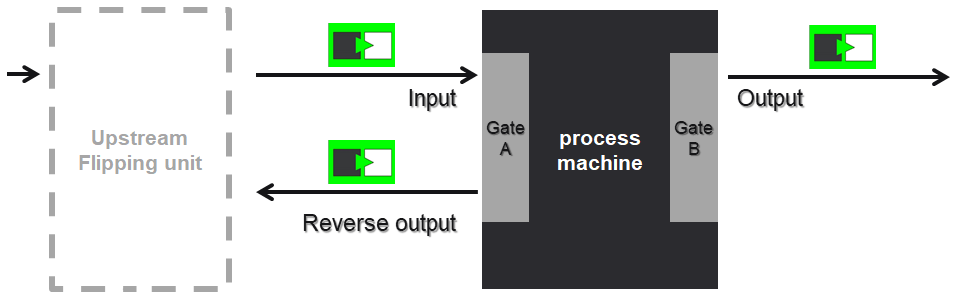 Upstream
Flipping unit
Input
Reverse output
Gate
A
process
machine
Gate
B
Output